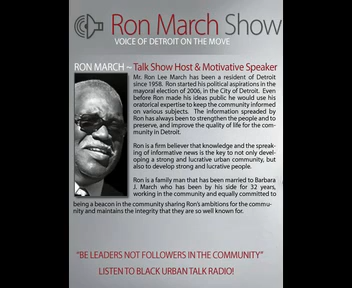 Ron March Show
VOICE OF DETROIT ON THE MOVE
RON MARCH ~ Talk Show Host & Motivative Speaker
Mr. Ron Lee March has been a resident of Detroit
since 1958. Ron started his political aspirations in the
mayoral election of 2006, in the City of Detroit. Even
before Ron made his ideas public he would use his
oratorical expertise to keep the community informed
on various subjects. The information spreaded by
Ron has always been to strengthen the people and to
preserve, and improve the quality of life for the com-
munity in Detroit.
Ron is a firm believer that knowledge and the spreak-
ing of informative news is the key to not only devel-
oping a strong and lucrative urban community, but
also to develop strong and lucrative people.
Ron is a family man that has been married to Barbara
J. March who has been by his side for 32 years,
working in the community and equally committed to
being a beacon in the community sharing Ron's ambitions for the commu-
nity and maintains the integrity that they are so well known for.
"BE LEADERS NOT FOLLOWERS IN THE COMMUNITY"
LISTEN TO BLACK URBAN TALK RADIO!